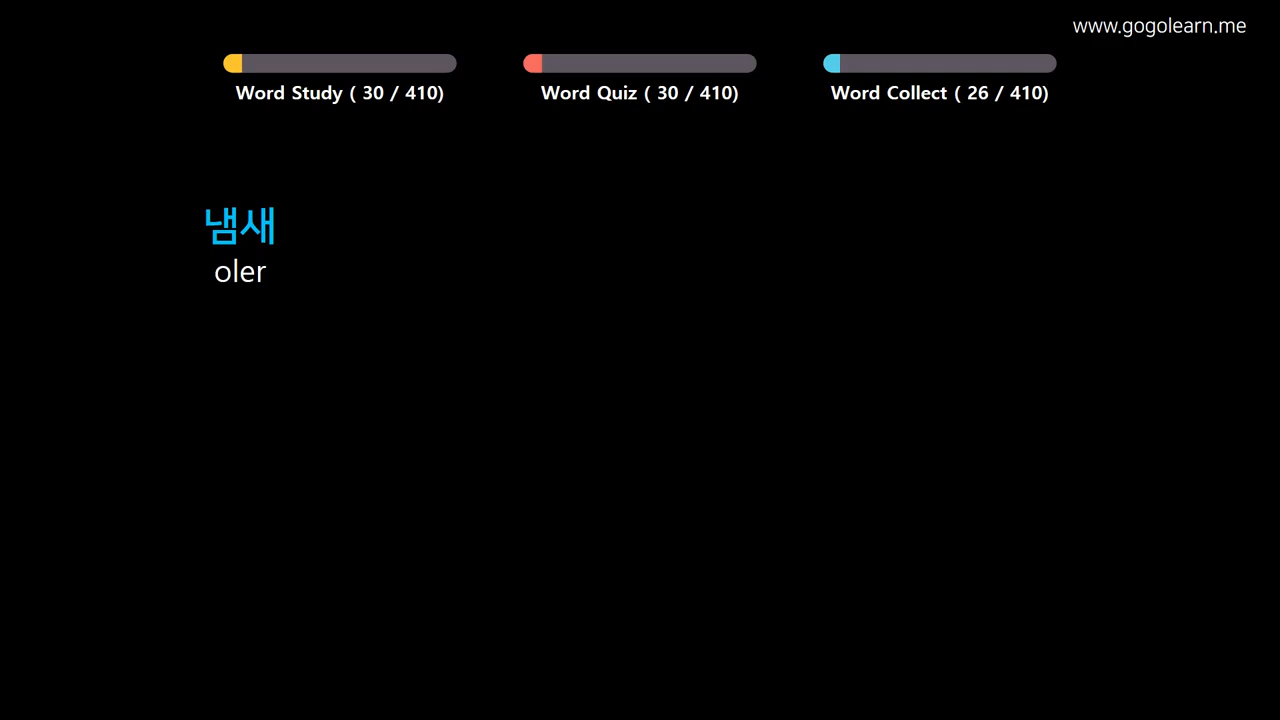 www.gogolearn.me
Word Study ( 30 / 410)
Word Quiz ( 30 / 410)
Word Collect ( 26 / 410)
냄새
oler